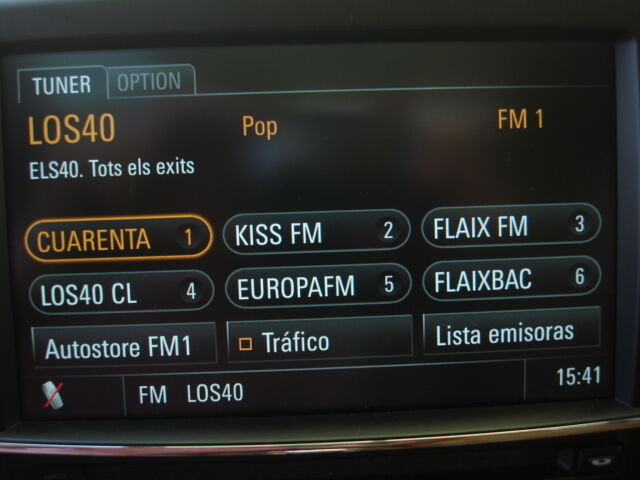 TUNER OPTION
LOS40 Pop FM 1
ELS40. Tots els exits
CUARENTA 1 KISS FM 2 FLAIX FM 3
LOS40 CL 4 EUROPAFM 5 FLAIXBAC 6
Autostore FM1 Tráfico Lista emisoras
FM LOS40 15:41